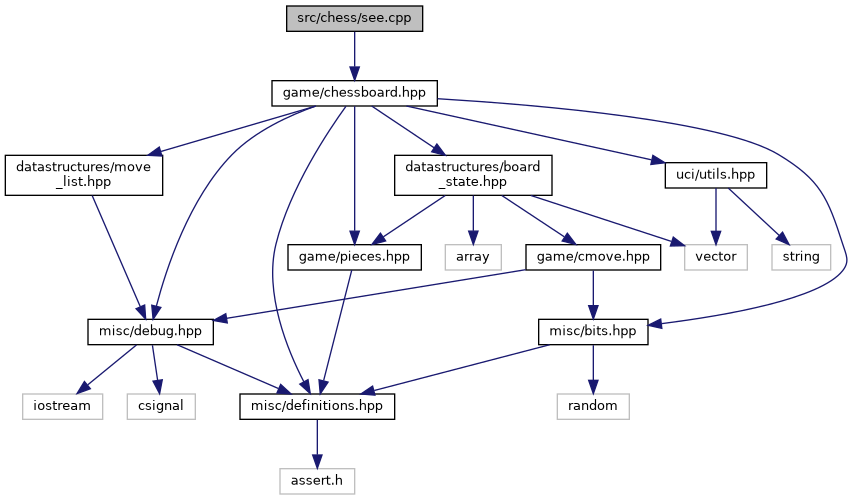 src/chess/see.cpp
game/chessboard.hpp
datastructures/move
_list.hpp
datastructures/board
_state.hpp
uci/utils.hpp
game/pieces.hpp
array
game/cmove.hpp
vector
string
misc/debug.hpp
misc/bits.hpp
iostream
csignal
misc/definitions.hpp
random
assert.h